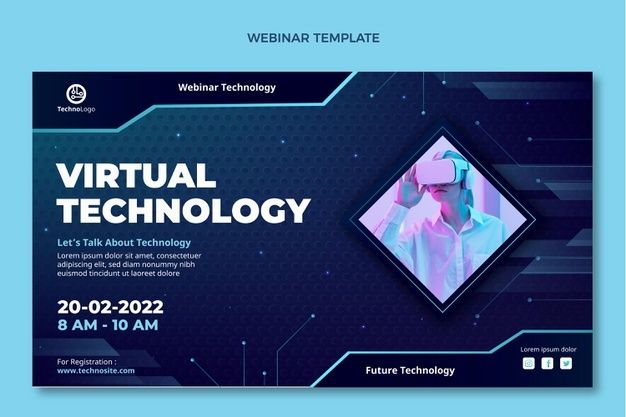 WEBINAR TEMPLATE
TechnoLogo
Webinar Technology
VIRTUAL
TECHNOLOGY
Let's Talk About Technology
Lorem ipsum dolor sit amet, consectetuer
adipiscing elit, sed diam nonummy nibh
euismod tincidunt ut laoreet dolore
20-02-2022
8 AM - 10 AM
For Registration :
www.technosite.com
Future Technology
Lorem ipsum dolor